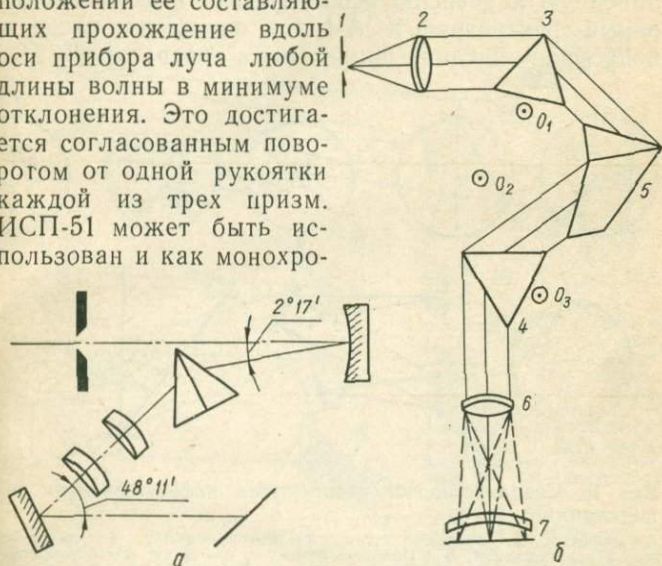 положении ее составляю-
щих прохождение вдоль
оси прибора луча любой
длины волны в минимуме
отклонения. Это достига-
ется согласованным пово-
ротом от одной рукоятки
каждой из трех призм.
ИСП-51 может быть ис-
пользован и как монохро-
1 2 3
O₁
O₂
5
O₃
4
2°17'
6
48°11'
7
а б